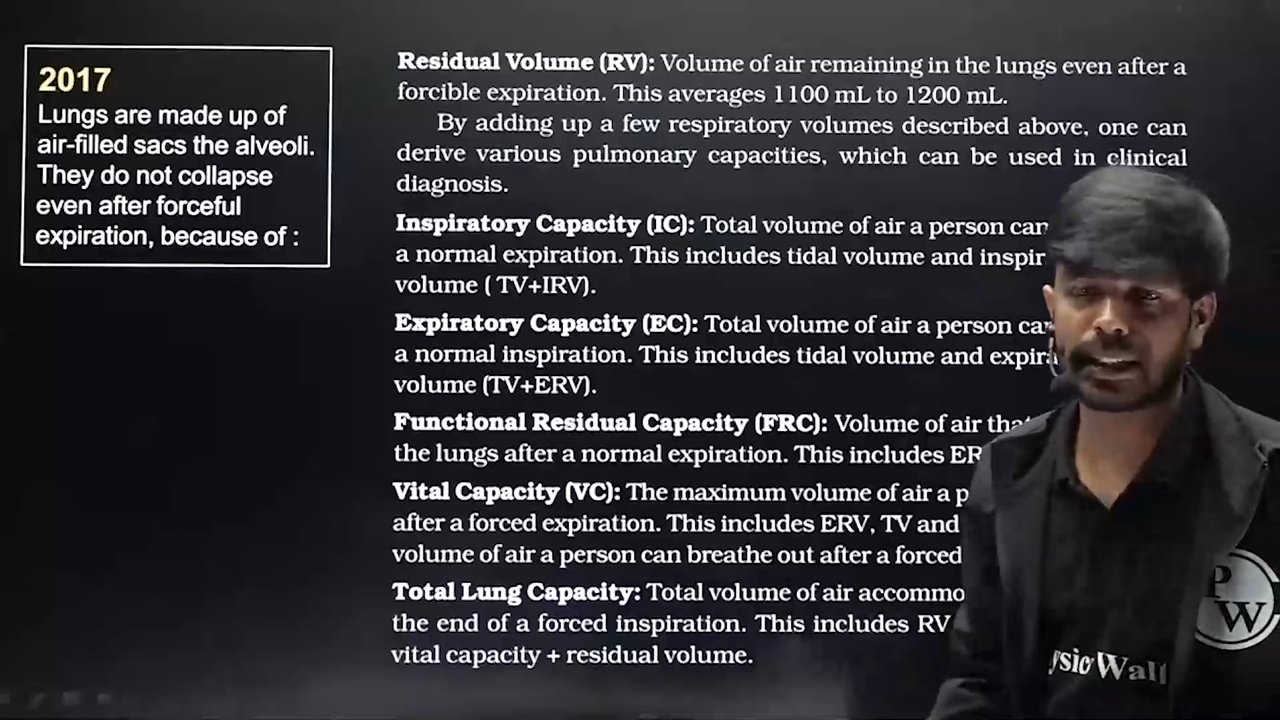 2017
Lungs are made up of
air-filled sacs the alveoli.
They do not collapse
even after forceful
expiration, because of :
Residual Volume (RV): Volume of air remaining in the lungs even after a
forcible expiration. This averages 1100 mL to 1200 mL.
By adding up a few respiratory volumes described above, one can
derive various pulmonary capacities, which can be used in clinical
diagnosis.
Inspiratory Capacity (IC): Total volume of air a person can
a normal expiration. This includes tidal volume and inspir
volume ( TV+IRV).
Expiratory Capacity (EC): Total volume of air a person ca
a normal inspiration. This includes tidal volume and expira
volume (TV+ERV).
Functional Residual Capacity (FRC): Volume of air that
the lungs after a normal expiration. This includes ER
Vital Capacity (VC): The maximum volume of air a p
after a forced expiration. This includes ERV, TV and
volume of air a person can breathe out after a forced
Total Lung Capacity: Total volume of air accommo
the end of a forced inspiration. This includes RV
vital capacity + residual volume.
P
W
ysicsWall